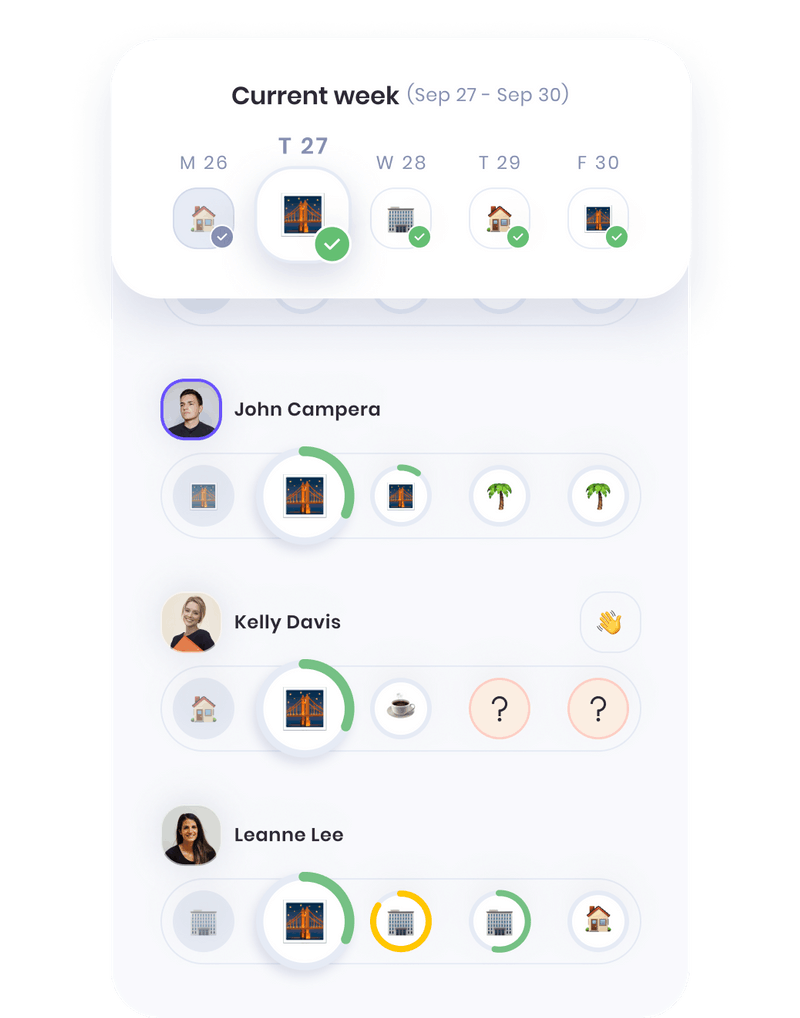 Current week (Sep 27 - Sep 30)
M 26 T 27 W 28 T 29 F 30
John Campera
Kelly Davis
? ?
Leanne Lee